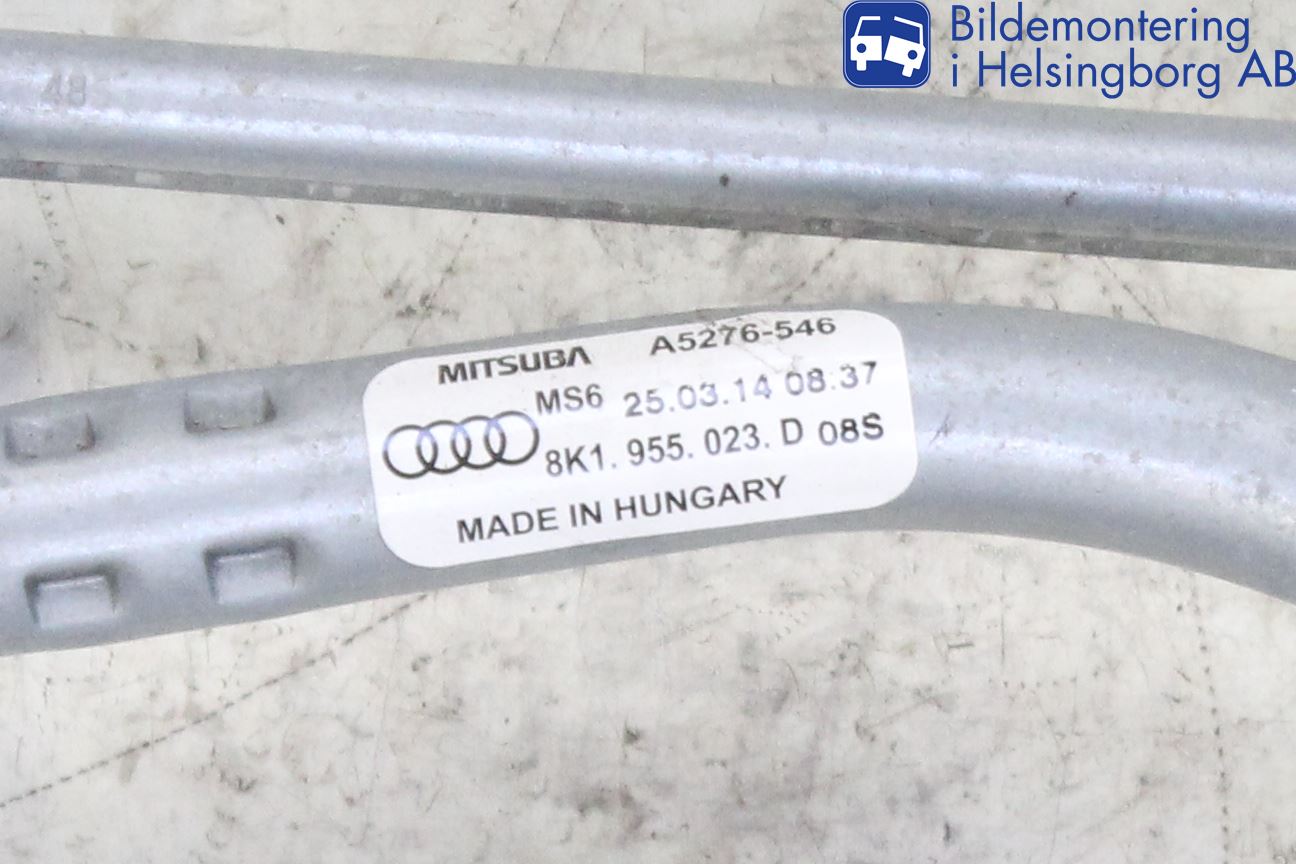 Bildemontering
i Helsingborg AB
48
MITSUBA A5276-546
MS6 25.03.14 08:37
8K1. 955. 023. D 08S
MADE IN HUNGARY